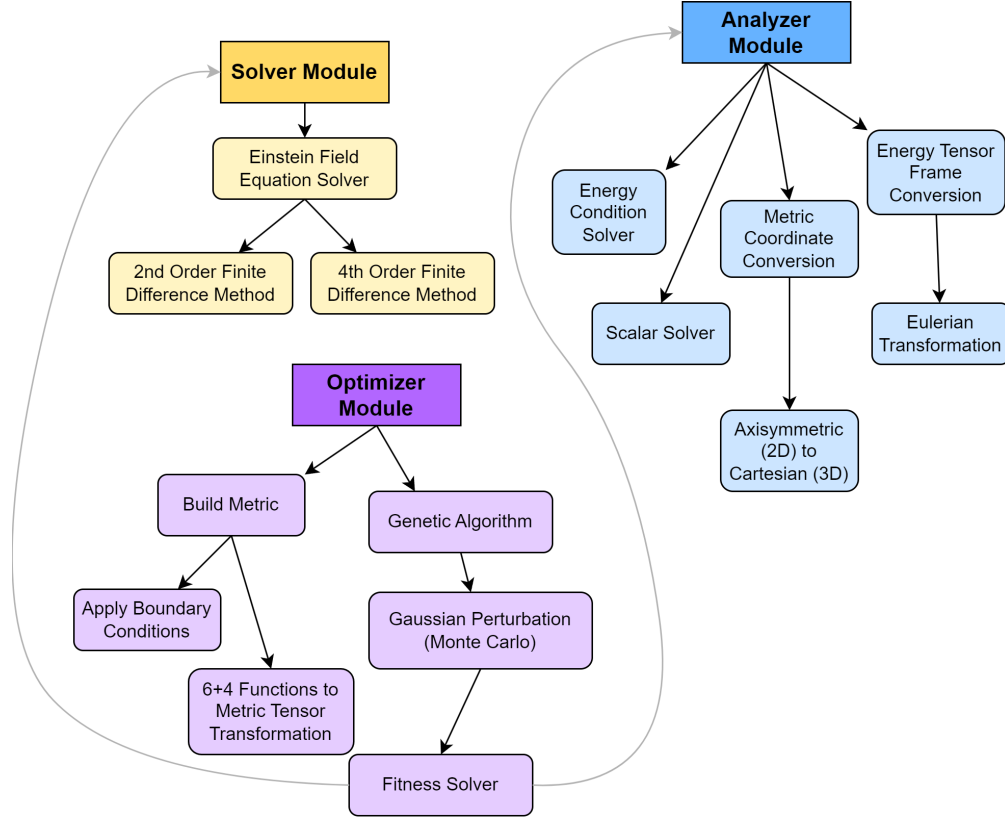 Solver Module
Einstein Field
Equation Solver
2nd Order Finite
Difference Method
4th Order Finite
Difference Method
Analyzer
Module
Energy
Condition
Solver
Scalar Solver
Metric
Coordinate
Conversion
Axisymmetric
(2D) to
Cartesian (3D)
Energy Tensor
Frame
Conversion
Eulerian
Transformation
Optimizer
Module
Build Metric
Apply Boundary
Conditions
6+4 Functions to
Metric Tensor
Transformation
Genetic Algorithm
Gaussian Perturbation
(Monte Carlo)
Fitness Solver